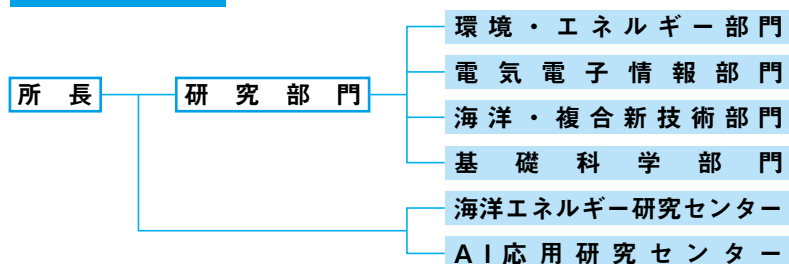 所長
研究部門
環境・エネルギー部門
電気電子情報部門
海洋・複合新技術部門
基礎科学部門
海洋エネルギー研究センター
AI応用研究センター